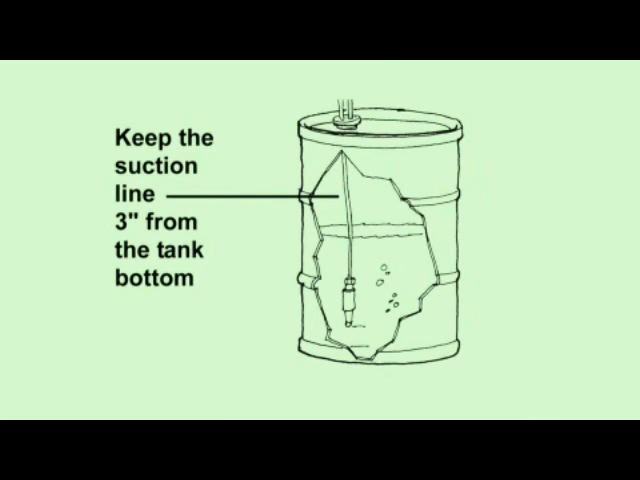 Keep the
suction
line
3" from
the tank
bottom